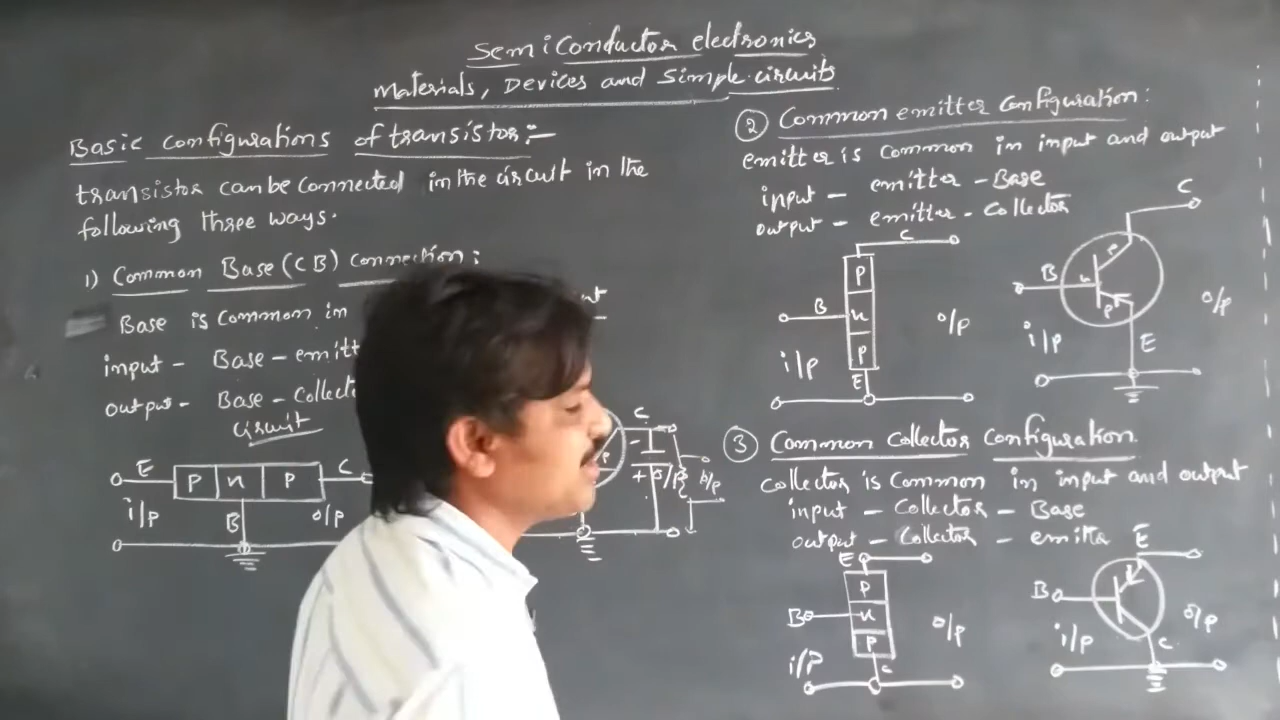 Semiconductor electronics
Materials, Devices and Simple circuits
Basic configurations of transistor:-
transistor can be connected in the circuit in the
following three ways.
1) Common Base (CB) connection:
Base is common in
input - Base - emitt
output - Base - collecto
circuit
E P n P C
i/p B o/p
C
- P
+ o/p o/p
② Common emitter configuration:
emitter is common in input and output
input - emitter - Base
output - emitter - collector
C
P
B n
P
i/p E o/p
C
B n P
P
i/p E o/p
③ Common collector configuration
collector is common in input and output
input - collector - Base
output - collector - emitter
E
P
B n
P
i/p C o/p
E
B
i/p C o/p